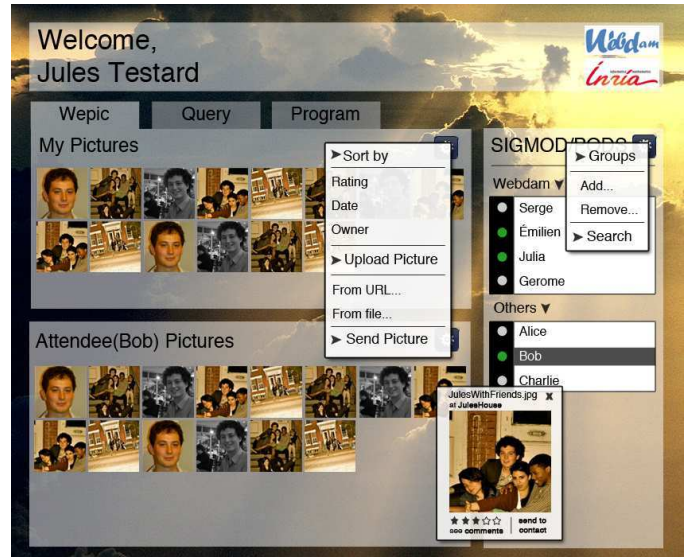 Welcome,
Jules Testard
Webdam
Inria
Wepic
Query
Program
My Pictures
Sort by
Rating
Date
Owner
Upload Picture
From URL...
From file...
Send Picture
SIGMOD/PODS
Groups
Add...
Remove...
Search
Webdam
Serge
Émilien
Julia
Gerome
Others
Alice
Bob
Charlie
Attendee(Bob) Pictures
JulesWithFriends.jpg x
at JulesHouse
see comments
send to
contact